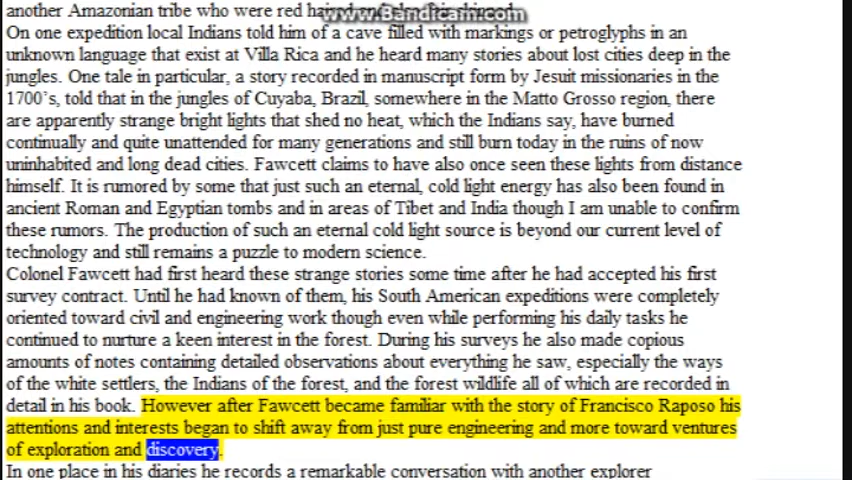 another Amazonian tribe who were red
www.Bandicam.com
On one expedition local Indians told him of a cave filled with markings or petroglyphs in an
unknown language that exist at Villa Rica and he heard many stories about lost cities deep in the
jungles. One tale in particular, a story recorded in manuscript form by Jesuit missionaries in the
1700's, told that in the jungles of Cuyaba, Brazil, somewhere in the Matto Grosso region, there
are apparently strange bright lights that shed no heat, which the Indians say, have burned
continually and quite unattended for many generations and still burn today in the ruins of now
uninhabited and long dead cities. Fawcett claims to have also once seen these lights from distance
himself. It is rumored by some that just such an eternal, cold light energy has also been found in
ancient Roman and Egyptian tombs and in areas of Tibet and India though I am unable to confirm
these rumors. The production of such an eternal cold light source is beyond our current level of
technology and still remains a puzzle to modern science.
Colonel Fawcett had first heard these strange stories some time after he had accepted his first
survey contract. Until he had known of them, his South American expeditions were completely
oriented toward civil and engineering work though even while performing his daily tasks he
continued to nurture a keen interest in the forest. During his surveys he also made copious
amounts of notes containing detailed observations about everything he saw, especially the ways
of the white settlers, the Indians of the forest, and the forest wildlife all of which are recorded in
detail in his book. However after Fawcett became familiar with the story of Francisco Raposo his
attentions and interests began to shift away from just pure engineering and more toward ventures
of exploration and discovery.
In one place in his diaries he records a remarkable conversation with another explorer